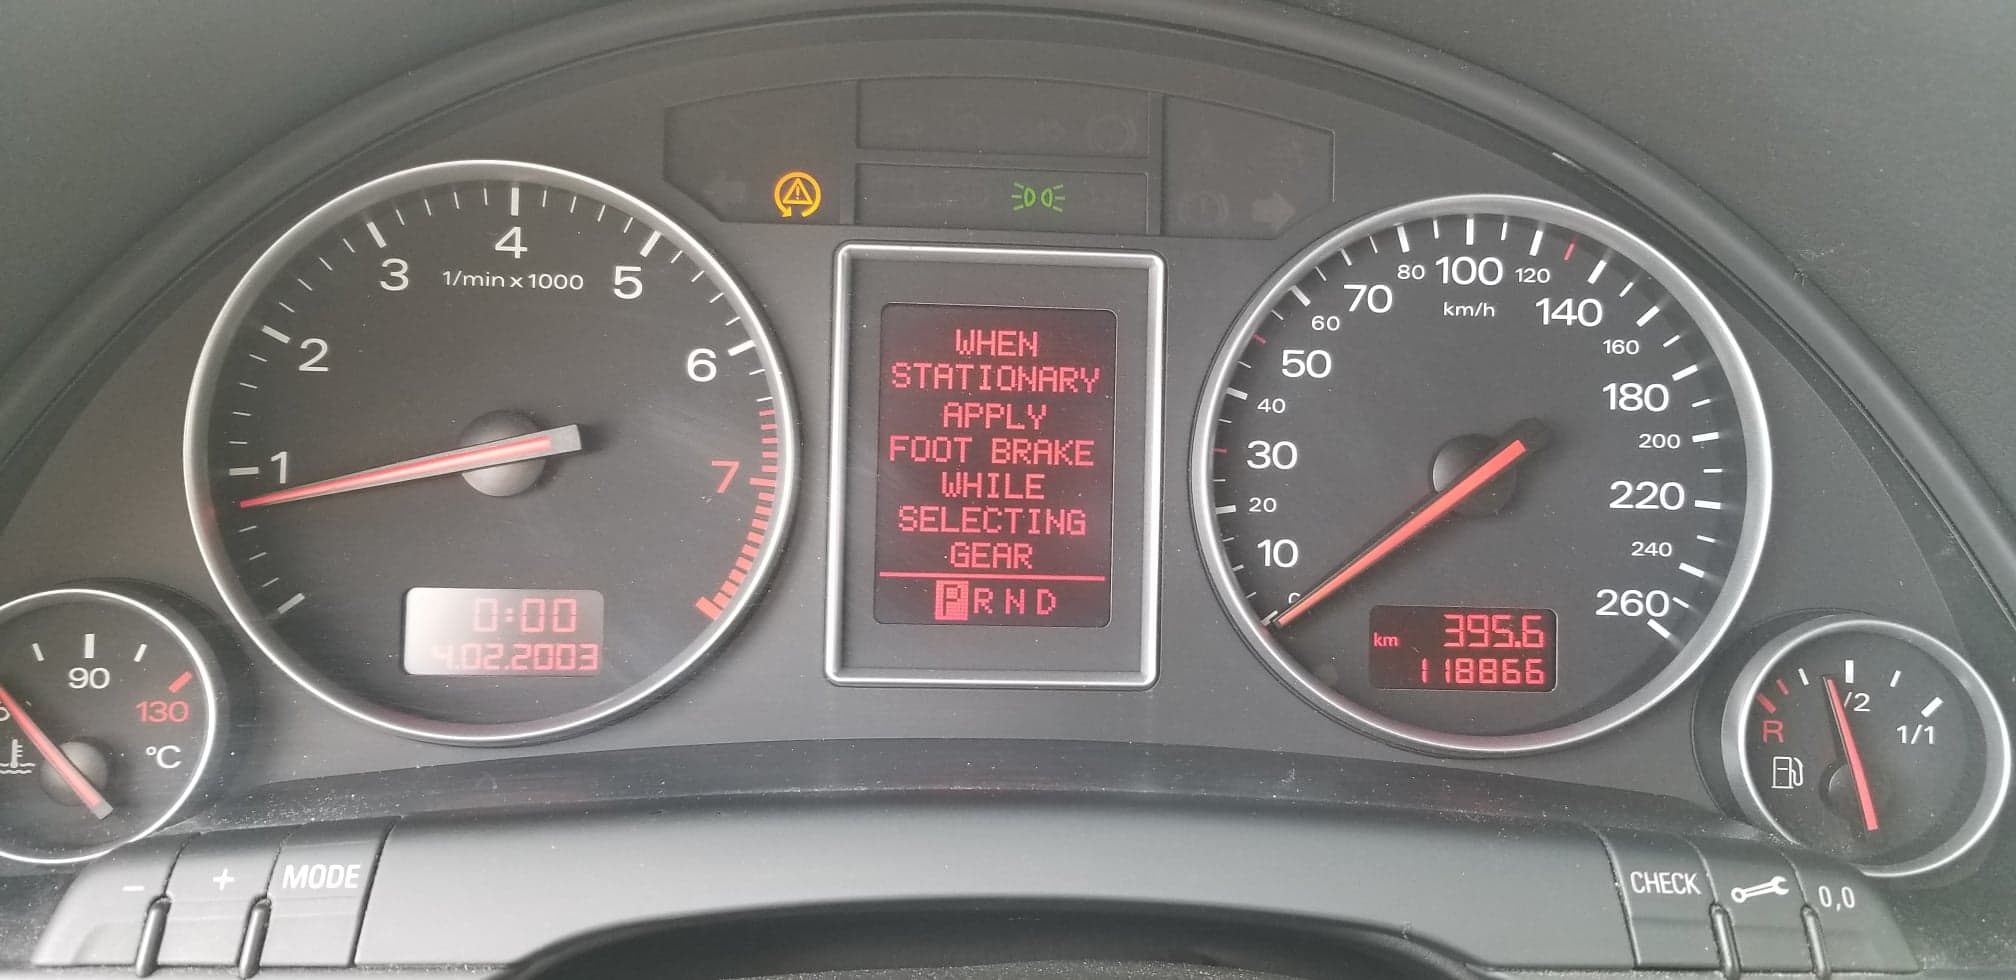 1
2
3
4
5
6
7
1/min x 1000
0:00
4.02.2003
90
130
°C
WHEN
STATIONARY
APPLY
FOOT BRAKE
WHILE
SELECTING
GEAR
P R N D
10
20
30
40
50
60
70
80
100
120
140
160
180
200
220
240
260
km/h
km
395.6
118866
R
/2
1/1
-
+
MODE
CHECK
0,0